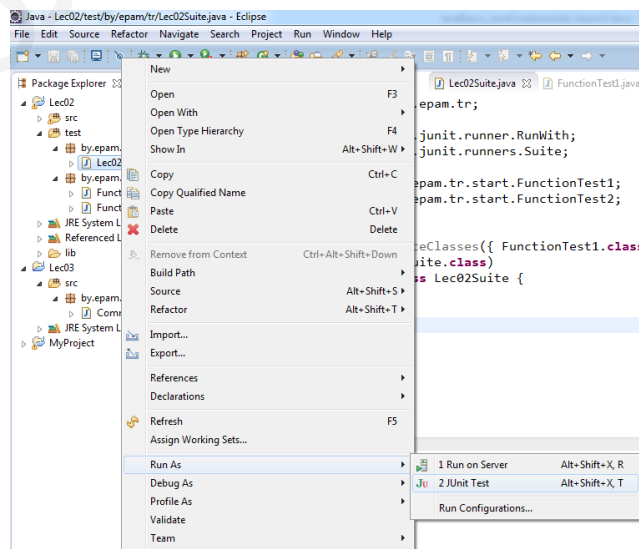 Java - Lec02/test/by/epam/tr/Lec02Suite.java - Eclipse
File Edit Source Refactor Navigate Search Project Run Window Help
Package Explorer
Lec02
src
test
by.epam.
Lec02
by.epam.
Funct
Funct
JRE System L
Referenced L
lib
Lec03
src
by.epam.
Comr
JRE System L
MyProject
New
Open F3
Open With
Open Type Hierarchy F4
Show In Alt+Shift+W
Copy Ctrl+C
Copy Qualified Name
Paste Ctrl+V
Delete Delete
Remove from Context Ctrl+Alt+Shift+Down
Build Path
Source Alt+Shift+S
Refactor Alt+Shift+T
Import...
Export...
References
Declarations
Refresh F5
Assign Working Sets...
Run As
Debug As
Profile As
Validate
Team
1 Run on Server Alt+Shift+X, R
Ju 2 JUnit Test Alt+Shift+X, T
Run Configurations...
Lec02Suite.java FunctionTest1.java
.epam.tr;
.junit.runner.RunWith;
.junit.runners.Suite;
epam.tr.start.FunctionTest1;
epam.tr.start.FunctionTest2;
teClasses({ FunctionTest1.clas
uite.class)
ss Lec02Suite {